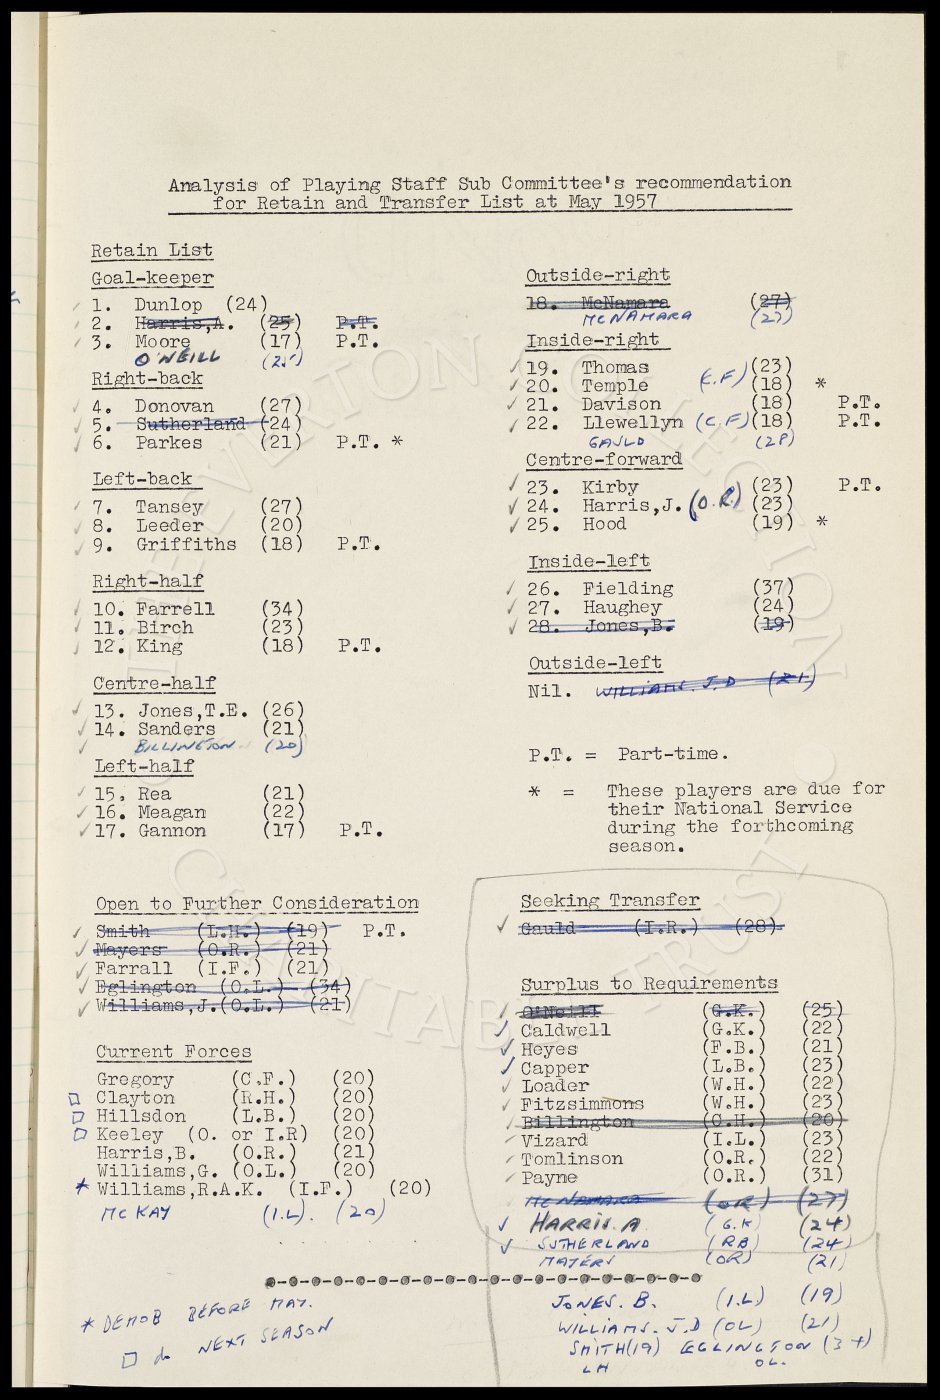 Analysis of Playing Staff Sub Committee's recommendation
for Retain and Transfer List at May 1957
Retain List
Goal-keeper
1. Dunlop (24)
2. Harris,A. (25) P.T.
3. Moore (17) P.T.
O'NEILL (25)
Right-back
4. Donovan (27)
5. Sutherland (24)
6. Parkes (21) P.T. *
Left-back
7. Tansey (27)
8. Leeder (20)
9. Griffiths (18) P.T.
Right-half
10. Farrell (34)
11. Birch (23)
12. King (18) P.T.
Centre-half
13. Jones,T.E. (26)
14. Sanders (21)
BILLINGTON (20)
Left-half
15. Rea (21)
16. Meagan (22)
17. Gannon (17) P.T.
Outside-right
18. McNamara (27)
MCNAMARA (27)
Inside-right
19. Thomas (23)
20. Temple (C.F) (18) *
21. Davison (18) P.T.
22. Llewellyn (C.F) (18) P.T.
GAULD (28)
Centre-forward
23. Kirby (23) P.T.
24. Harris,J. (O.R.) (23)
25. Hood (19) *
Inside-left
26. Fielding (37)
27. Haughey (24)
28. Jones,B. (19)
Outside-left
Nil. WILLIAMS. J.D (21)
P.T. = Part-time.
* = These players are due for
their National Service
during the forthcoming
season.
Open to Further Consideration
Smith (L.H.) (19) P.T.
Mayers (O.R.) (21)
Farrall (I.F.) (21)
Eglington (O.L.) (34)
Williams,J.(O.L.) (21)
Current Forces
Gregory (C.F.) (20)
Clayton (R.H.) (20)
Hillsdon (L.B.) (20)
Keeley (O. or I.R) (20)
Harris,B. (O.R.) (21)
Williams,G. (O.L.) (20)
* Williams,R.A.K. (I.F.) (20)
MCKAY (I.L). (20)
Seeking Transfer
Gauld (I.R.) (28)
Surplus to Requirements
O'Neill (G.K.) (25)
Caldwell (G.K.) (22)
Heyes (F.B.) (21)
Capper (L.B.) (23)
Loader (W.H.) (22)
Fitzsimmons (W.H.) (23)
Billington (C.H.) (20)
Vizard (I.L.) (23)
Tomlinson (O.R.) (22)
Payne (O.R.) (31)
MCNAMARA (OR) (27)
HARRIS. A (G.K) (24)
SUTHERLAND (RB) (24)
MAYERS (OR) (21)
JONES. B. (I.L) (19)
WILLIAMS. J.D (OL) (21)
SMITH (19) EGLINGTON (34)
LH OL.
* DEMOB BEFORE MAY.
do NEXT SEASON
THE EVERTON COLLECTION
CHARITABLE TRUST